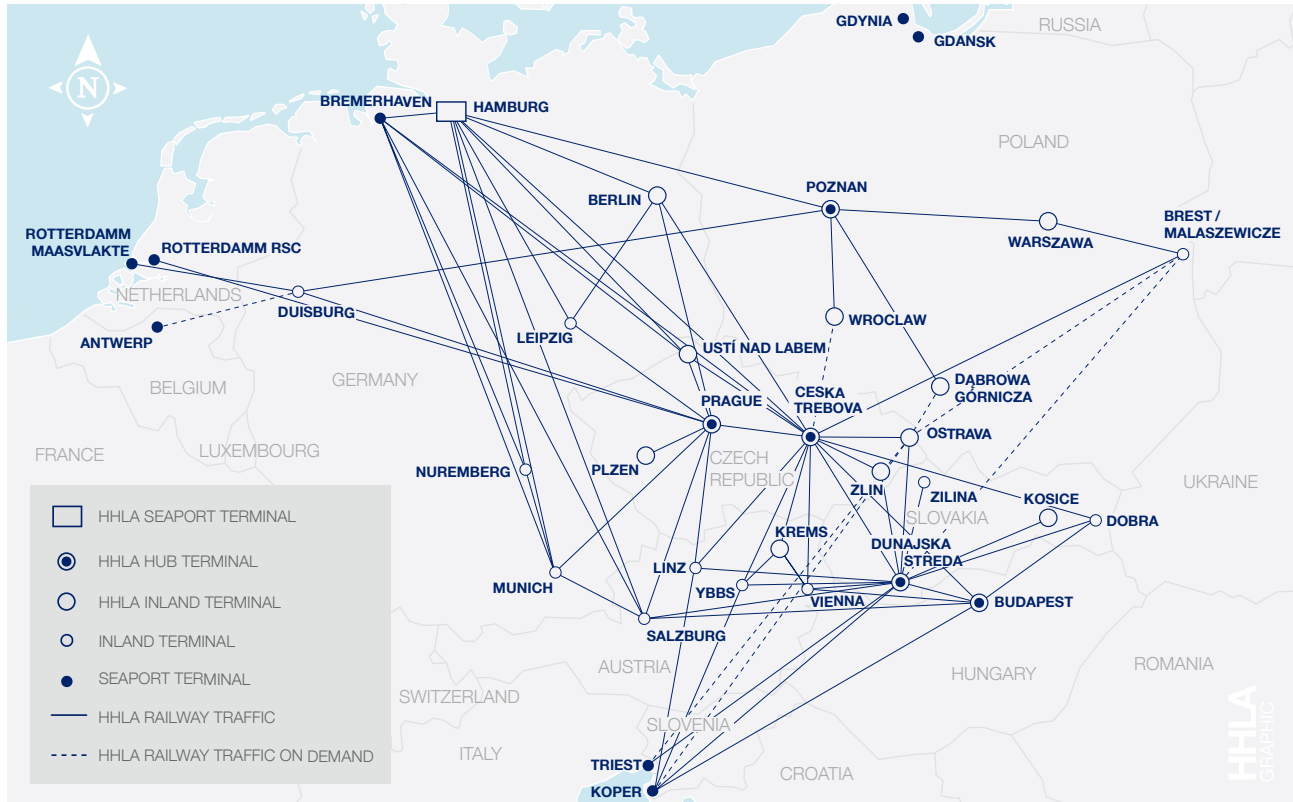 GDYNIA
GDANSK
RUSSIA
N
BREMERHAVEN
HAMBURG
POLAND
BERLIN
POZNAN
BREST /
MALASZEWICZE
ROTTERDAMM
MAASVLAKTE
ROTTERDAMM RSC
WARSZAWA
NETHERLANDS
DUISBURG
WROCLAW
ANTWERP
LEIPZIG
USTÍ NAD LABEM
BELGIUM
GERMANY
DĄBROWA
GÓRNICZA
PRAGUE
CESKA
TREBOVA
OSTRAVA
FRANCE
LUXEMBOURG
NUREMBERG
PLZEN
CZECH
REPUBLIC
ZLIN
ZILINA
KOSICE
UKRAINE
SLOVAKIA
DOBRA
KREMS
DUNAJSKA
STREDA
MUNICH
LINZ
YBBS
VIENNA
BUDAPEST
SALZBURG
AUSTRIA
HUNGARY
ROMANIA
SWITZERLAND
SLOVENIA
ITALY
TRIEST
KOPER
CROATIA
HHLA SEAPORT TERMINAL
HHLA HUB TERMINAL
HHLA INLAND TERMINAL
INLAND TERMINAL
SEAPORT TERMINAL
HHLA RAILWAY TRAFFIC
HHLA RAILWAY TRAFFIC ON DEMAND
HHLA
GRAPHIC